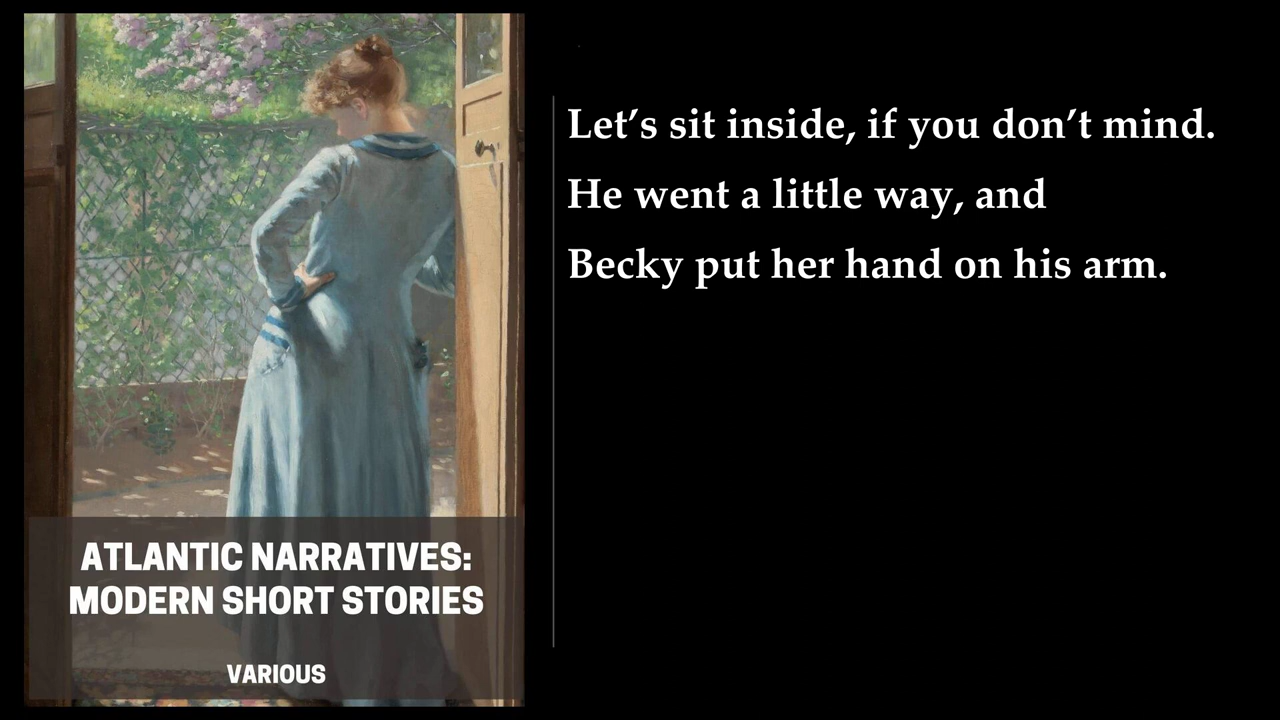 Let’s sit inside, if you don’t mind.
He went a little way, and
Becky put her hand on his arm.
ATLANTIC NARRATIVES:
MODERN SHORT STORIES
VARIOUS